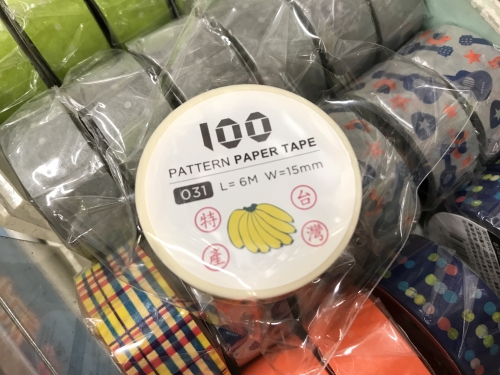 100
PATTERN PAPER TAPE
031 L= 6M W=15mm
特 台
產 灣